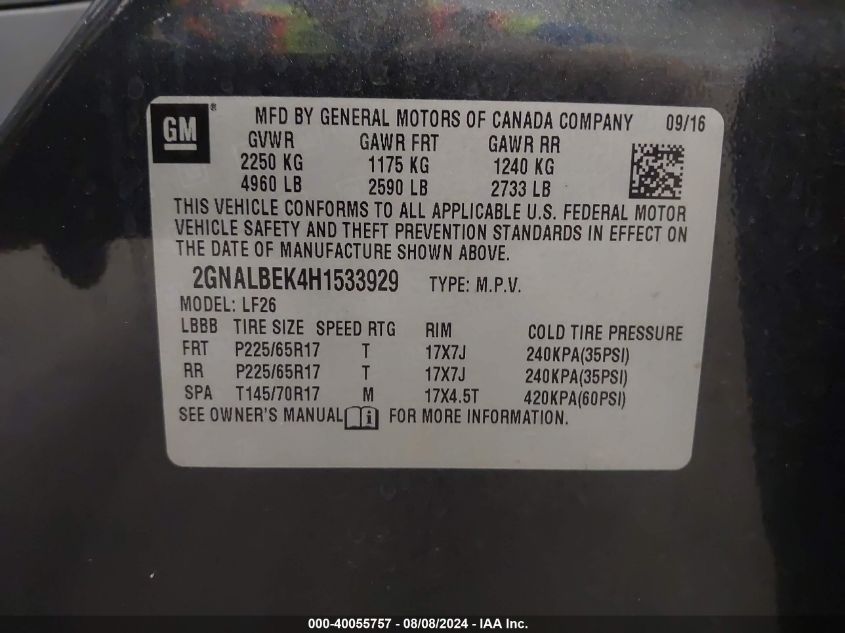 GM® MFD BY GENERAL MOTORS OF CANADA COMPANY 09/16
GVWR GAWR FRT GAWR RR
2250 KG 1175 KG 1240 KG
4960 LB 2590 LB 2733 LB
THIS VEHICLE CONFORMS TO ALL APPLICABLE U.S. FEDERAL MOTOR
VEHICLE SAFETY AND THEFT PREVENTION STANDARDS IN EFFECT ON
THE DATE OF MANUFACTURE SHOWN ABOVE.
2GNALBEK4H1533929 TYPE: M.P.V.
MODEL: LF26
LBBB TIRE SIZE SPEED RTG RIM COLD TIRE PRESSURE
FRT P225/65R17 T 17X7J 240KPA(35PSI)
RR P225/65R17 T 17X7J 240KPA(35PSI)
SPA T145/70R17 M 17X4.5T 420KPA(60PSI)
SEE OWNER'S MANUAL i FOR MORE INFORMATION.
000-40055757 - 08/08/2024 - IAA Inc.